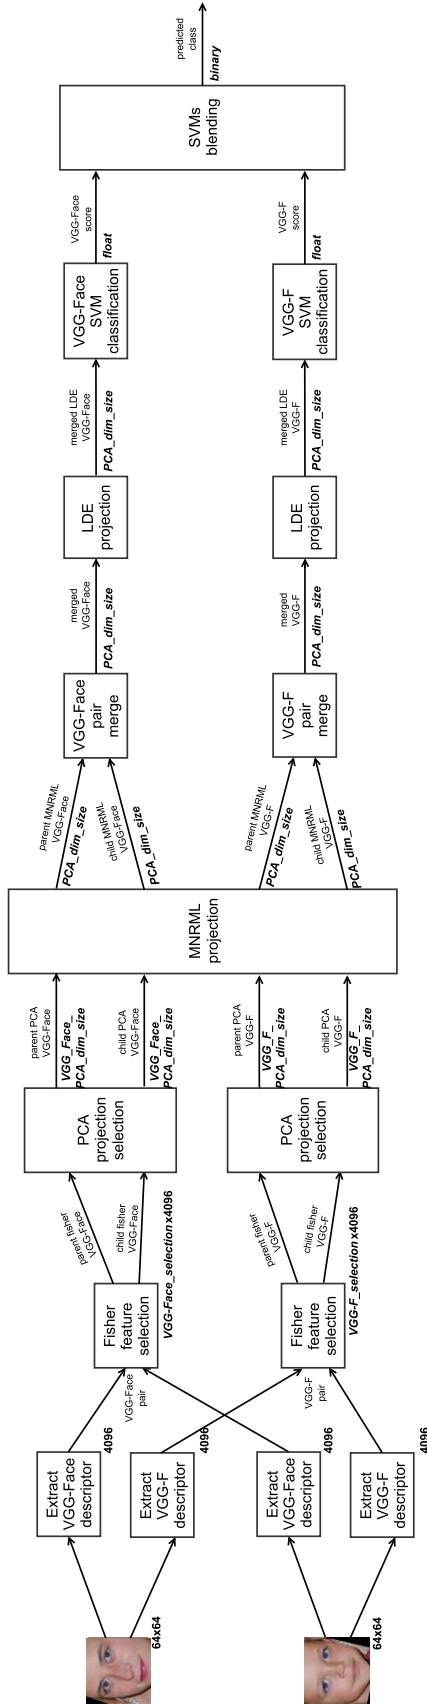 64x64
64x64
Extract
VGG-Face
descriptor
4096
Extract
VGG-F
descriptor
4096
Extract
VGG-Face
descriptor
4096
Extract
VGG-F
descriptor
4096
VGG-Face
pair
VGG-F
pair
Fisher
feature
selection
VGG-Face_selection x4096
Fisher
feature
selection
VGG-F_selection x4096
parent fisher
VGG-Face
child fisher
VGG-Face
parent fisher
VGG-F
child fisher
VGG-F
PCA
projection
selection
PCA
projection
selection
parent PCA
VGG-Face
VGG_Face_
PCA_dim_size
child PCA
VGG-Face
VGG_Face_
PCA_dim_size
parent PCA
VGG-F
VGG_F_
PCA_dim_size
child PCA
VGG-F
VGG_F_
PCA_dim_size
MNRML
projection
parent MNRML
VGG-Face
PCA_dim_size
child MNRML
VGG-Face
PCA_dim_size
parent MNRML
VGG-F
PCA_dim_size
child MNRML
VGG-F
PCA_dim_size
VGG-Face
pair
merge
VGG-F
pair
merge
merged
VGG-Face
PCA_dim_size
merged
VGG-F
PCA_dim_size
LDE
projection
LDE
projection
merged LDE
VGG-Face
PCA_dim_size
merged LDE
VGG-F
PCA_dim_size
VGG-Face
SVM
classification
VGG-F
SVM
classification
VGG-Face
score
float
VGG-F
score
float
SVMs
blending
predicted
class
binary